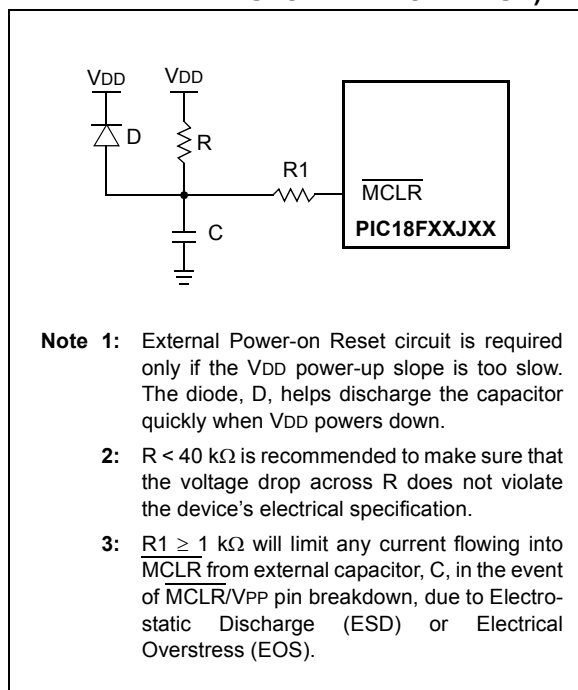 VDD VDD
D
R
R1
C
MCLR
PIC18FXXJXX
Note 1: External Power-on Reset circuit is required
only if the VDD power-up slope is too slow.
The diode, D, helps discharge the capacitor
quickly when VDD powers down.
2: R < 40 kΩ is recommended to make sure that
the voltage drop across R does not violate
the device's electrical specification.
3: R1 ≥ 1 kΩ will limit any current flowing into
MCLR from external capacitor, C, in the event
of MCLR/VPP pin breakdown, due to Electro-
static Discharge (ESD) or Electrical
Overstress (EOS).